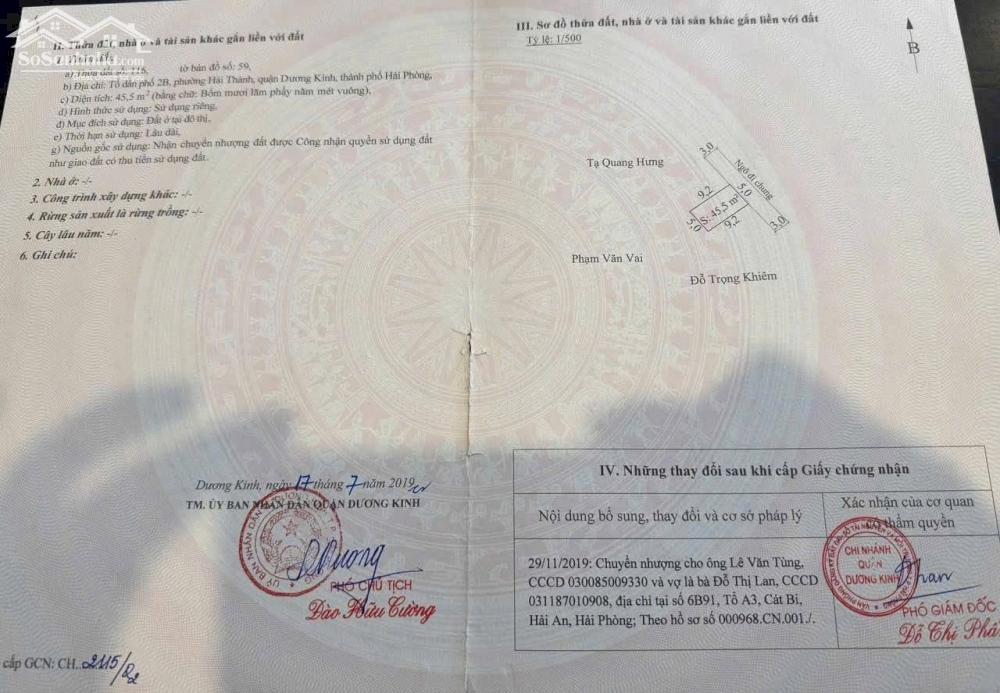 II. Thửa đất, nhà ở và tài sản khác gắn liền với đất
a) Thửa đất số: 116, tờ bản đồ số: 59,
b) Địa chỉ: Tổ dân phố 2B, phường Hải Thành, quận Dương Kinh, thành phố Hải Phòng,
c) Diện tích: 45,5 m² (bằng chữ: Bốn mươi lăm phẩy năm mét vuông),
d) Hình thức sử dụng: Sử dụng riêng,
đ) Mục đích sử dụng: Đất ở tại đô thị,
e) Thời hạn sử dụng: Lâu dài,
g) Nguồn gốc sử dụng: Nhận chuyển nhượng đất được Công nhận quyền sử dụng đất
như giao đất có thu tiền sử dụng đất.
2. Nhà ở: -/-
3. Công trình xây dựng khác: -/-
4. Rừng sản xuất là rừng trồng: -/-
5. Cây lâu năm: -/-
6. Ghi chú:
Dương Kinh, ngày 17 tháng 7 năm 2019
TM. ỦY BAN NHÂN DÂN QUẬN DƯƠNG KINH
PHÓ CHỦ TỊCH
Đào Hữu Cường
cấp GCN: CH. 2115/
III. Sơ đồ thửa đất, nhà ở và tài sản khác gắn liền với đất
Tỷ lệ: 1/500
B
Tạ Quang Hưng
3,0
Ngõ đi chung
9,2
5,0
S: 45,5 m²
5,0
9,2
3,0
Phạm Văn Vai
Đỗ Trọng Khiêm
IV. Những thay đổi sau khi cấp Giấy chứng nhận
Nội dung bổ sung, thay đổi và cơ sở pháp lý
Xác nhận của cơ quan
có thẩm quyền
29/11/2019: Chuyển nhượng cho ông Lê Văn Tùng,
CCCD 030085009330 và vợ là bà Đỗ Thị Lan, CCCD
031187010908, địa chỉ tại số 6B91, Tổ A3, Cát Bi,
Hải An, Hải Phòng; Theo hồ sơ số 000968.CN.001./.
CHI NHÁNH
QUẬN
DƯƠNG KINH
PHÓ GIÁM ĐỐC
Đỗ Thị